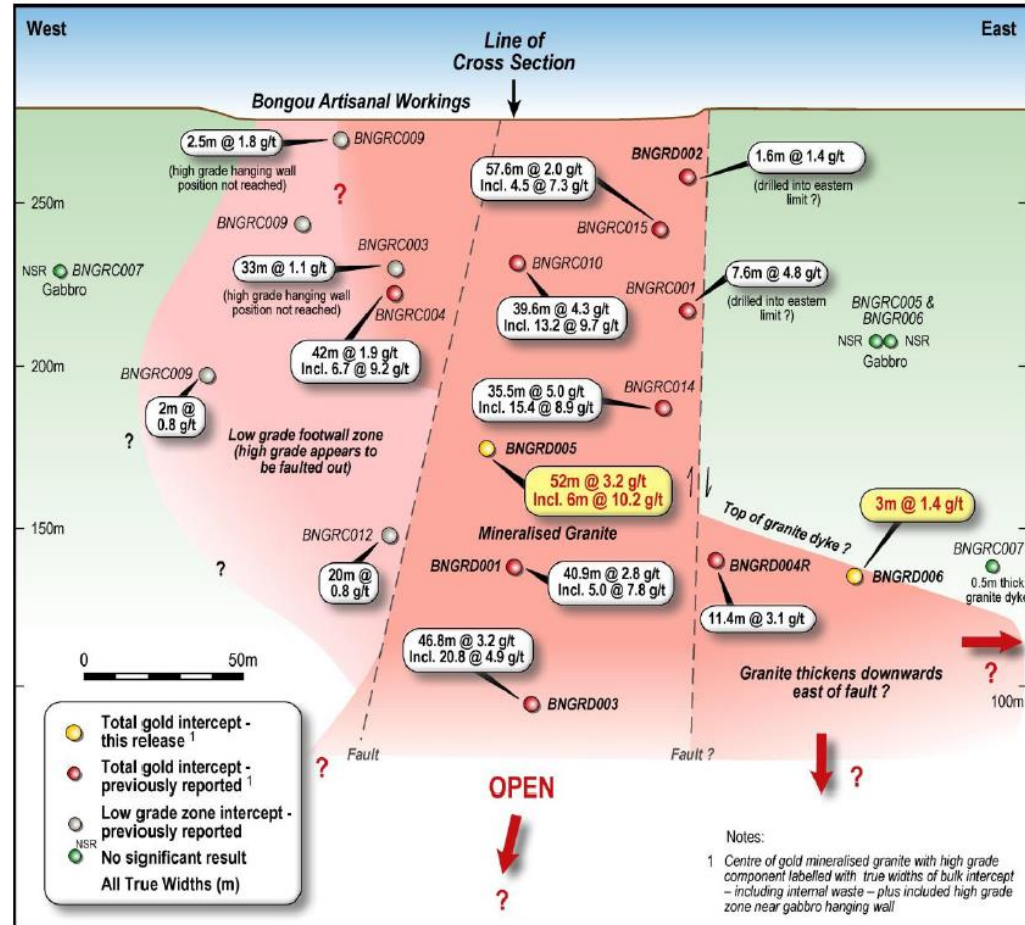 West
East
Line of
Cross Section
Bongou Artisanal Workings
2.5m @ 1.8 g/t
BNGRC009
(high grade hanging wall
position not reached)
?
57.6m @ 2.0 g/t
Incl. 4.5 @ 7.3 g/t
BNGRD002
1.6m @ 1.4 g/t
(drilled into eastern
limit ?)
250m
BNGRC009
BNGRC015
NSR
BNGRC007
Gabbro
BNGRC003
33m @ 1.1 g/t
(high grade hanging wall
position not reached)
BNGRC004
BNGRC010
39.6m @ 4.3 g/t
Incl. 13.2 @ 9.7 g/t
BNGRC001
7.6m @ 4.8 g/t
(drilled into eastern
limit ?)
BNGRC005 &
BNGR006
NSR
NSR
Gabbro
200m
42m @ 1.9 g/t
Incl. 6.7 @ 9.2 g/t
BNGRC009
2m @
0.8 g/t
?
35.5m @ 5.0 g/t
Incl. 15.4 @ 8.9 g/t
BNGRC014
Low grade footwall zone
(high grade appears to
be faulted out)
BNGRD005
52m @ 3.2 g/t
Incl. 6m @ 10.2 g/t
150m
Mineralised Granite
Top of granite dyke ?
3m @ 1.4 g/t
BNGRC012
20m @
0.8 g/t
?
BNGRD001
40.9m @ 2.8 g/t
Incl. 5.0 @ 7.8 g/t
BNGRD004R
11.4m @ 3.1 g/t
BNGRD006
BNGRC007
0.5m thick
granite dyke
46.8m @ 3.2 g/t
Incl. 20.8 @ 4.9 g/t
BNGRD003
Granite thickens downwards
east of fault ?
?
100m
0
50m
Fault
Fault ?
?
OPEN
?
?
Total gold intercept -
this release 1
Total gold intercept -
previously reported 1
Low grade zone intercept -
previously reported
NSR
No significant result
All True Widths (m)
Notes:
1 Centre of gold mineralised granite with high grade
component labelled with true widths of bulk intercept
– including internal waste – plus included high grade
zone near gabbro hanging wall